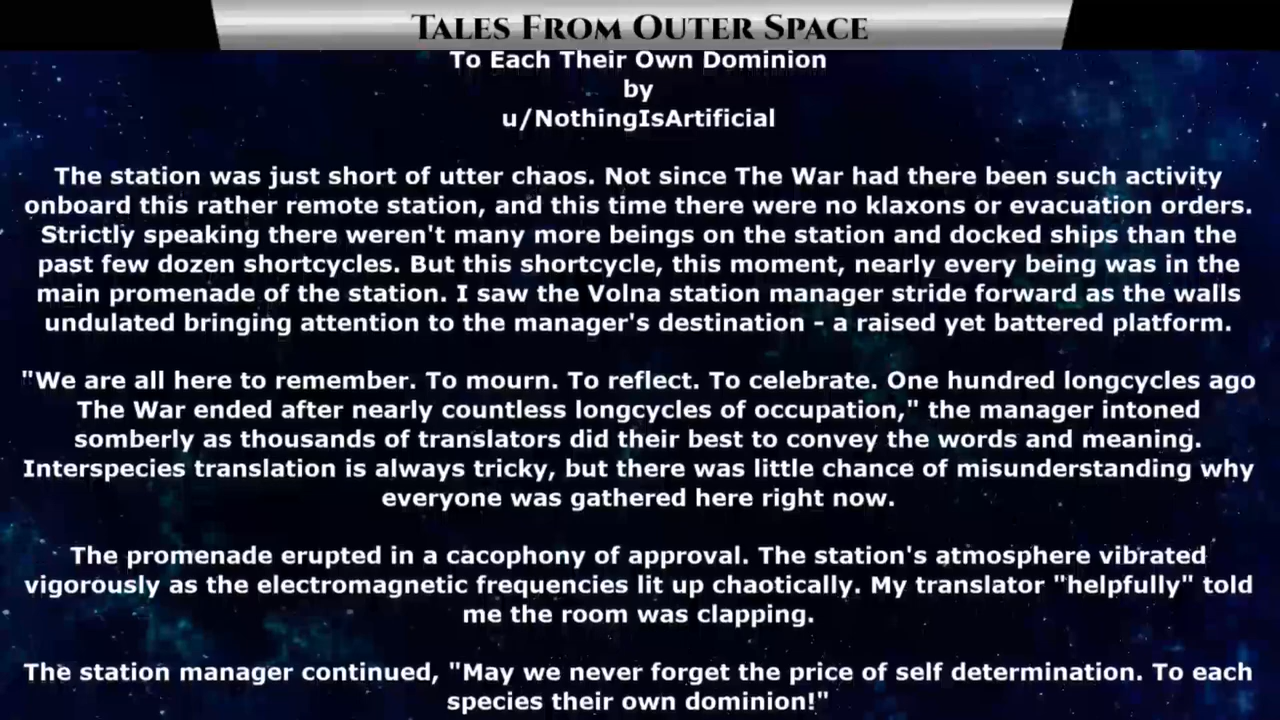 Tales From Outer Space
To Each Their Own Dominion
by
u/NothingIsArtificial
The station was just short of utter chaos. Not since The War had there been such activity
onboard this rather remote station, and this time there were no klaxons or evacuation orders.
Strictly speaking there weren't many more beings on the station and docked ships than the
past few dozen shortcycles. But this shortcycle, this moment, nearly every being was in the
main promenade of the station. I saw the Volna station manager stride forward as the walls
undulated bringing attention to the manager's destination - a raised yet battered platform.
"We are all here to remember. To mourn. To reflect. To celebrate. One hundred longcycles ago
The War ended after nearly countless longcycles of occupation," the manager intoned
somberly as thousands of translators did their best to convey the words and meaning.
Interspecies translation is always tricky, but there was little chance of misunderstanding why
everyone was gathered here right now.
The promenade erupted in a cacophony of approval. The station's atmosphere vibrated
vigorously as the electromagnetic frequencies lit up chaotically. My translator "helpfully" told
me the room was clapping.
The station manager continued, "May we never forget the price of self determination. To each
species their own dominion!"